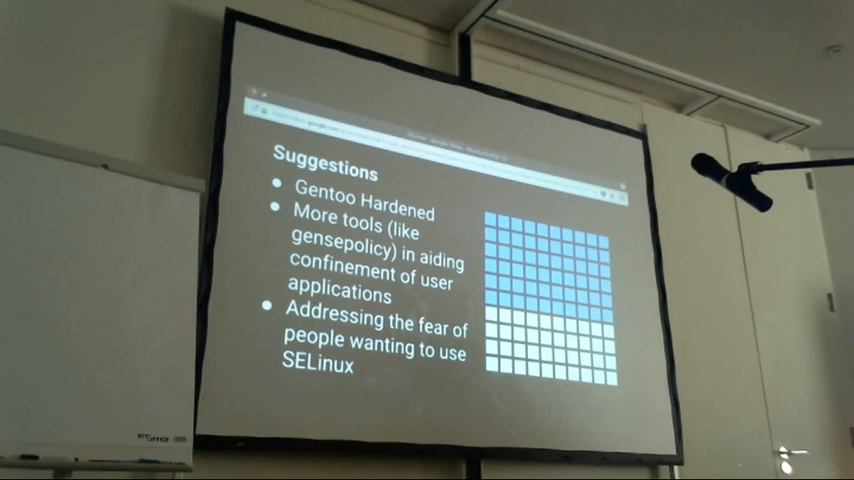 Suggestions
● Gentoo Hardened
● More tools (like
gensepolicy) in aiding
confinement of user
applications
● Addressing the fear of
people wanting to use
SELinux